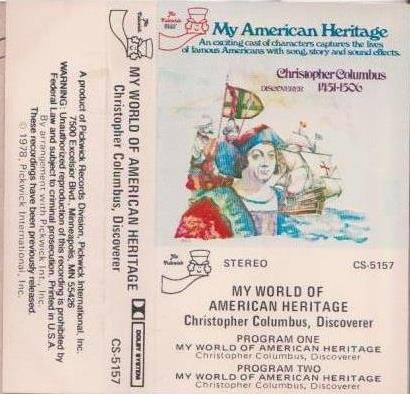 A product of Pickwick Records Division, Pickwick International, Inc.
7500 Excelsior Blvd., Minneapolis, MN 55426
WARNING: Unauthorized reproduction of this recording is prohibited by
Federal Law and subject to criminal prosecution. Printed in U.S.A.
By arrangement with Pickwick Int., Inc.
© 1978, Pickwick International, Inc.
These recordings have been previously released.
MY WORLD OF AMERICAN HERITAGE
Christopher Columbus, Discoverer
DOLBY SYSTEM
CS-5157
My American Heritage
An exciting cast of characters captures the lives
of famous Americans with song, story and sound effects.
Christopher Columbus
DISCOVERER 1451-1506
STEREO
CS-5157
MY WORLD OF
AMERICAN HERITAGE
Christopher Columbus, Discoverer
PROGRAM ONE
MY WORLD OF AMERICAN HERITAGE
Christopher Columbus, Discoverer
PROGRAM TWO
MY WORLD OF AMERICAN HERITAGE
Christopher Columbus, Discoverer